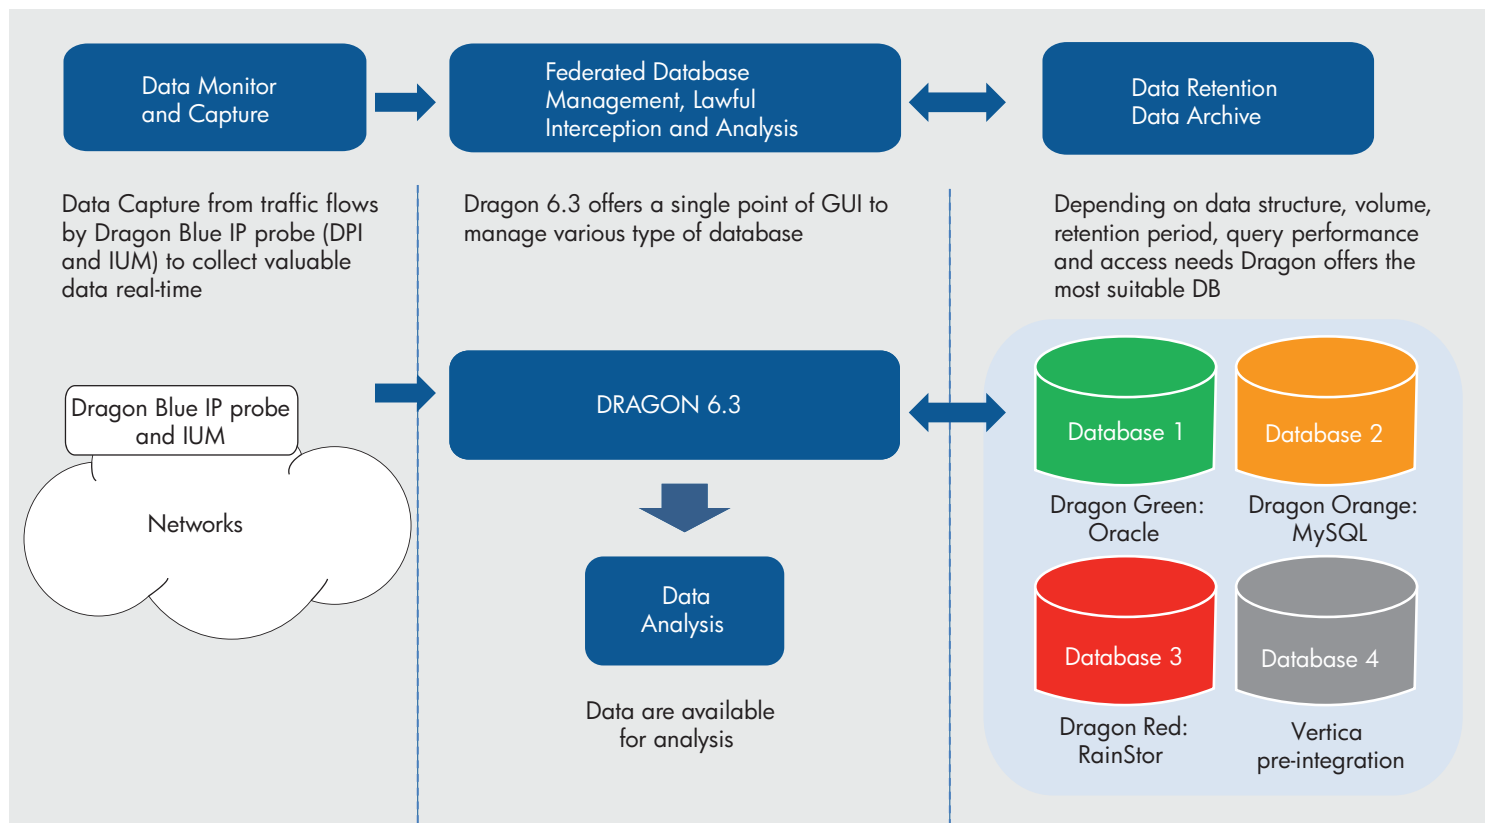 Data Monitor
and Capture
Federated Database
Management, Lawful
Interception and Analysis
Data Retention
Data Archive
Data Capture from traffic flows
by Dragon Blue IP probe (DPI
and IUM) to collect valuable
data real-time
Dragon 6.3 offers a single point of GUI to
manage various type of database
Depending on data structure, volume,
retention period, query performance
and access needs Dragon offers the
most suitable DB
Dragon Blue IP probe
and IUM
Networks
DRAGON 6.3
Data
Analysis
Data are available
for analysis
Database 1
Dragon Green:
Oracle
Database 2
Dragon Orange:
MySQL
Database 3
Dragon Red:
RainStor
Database 4
Vertica
pre-integration